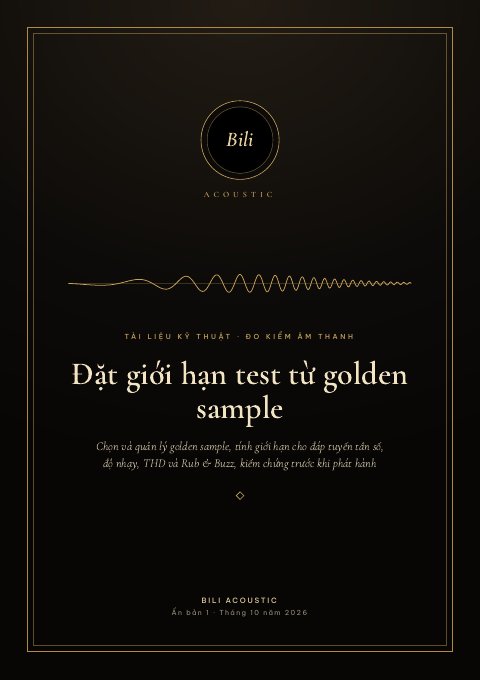 Bili
ACOUSTIC
TÀI LIỆU KỸ THUẬT · ĐO KIỂM ÂM THANH
Đặt giới hạn test từ golden
sample
Chọn và quản lý golden sample, tính giới hạn cho đáp tuyến tần số,
độ nhạy, THD và Rub & Buzz, kiểm chứng trước khi phát hành
BILI ACOUSTIC
Ấn bản 1 · Tháng 10 năm 2026